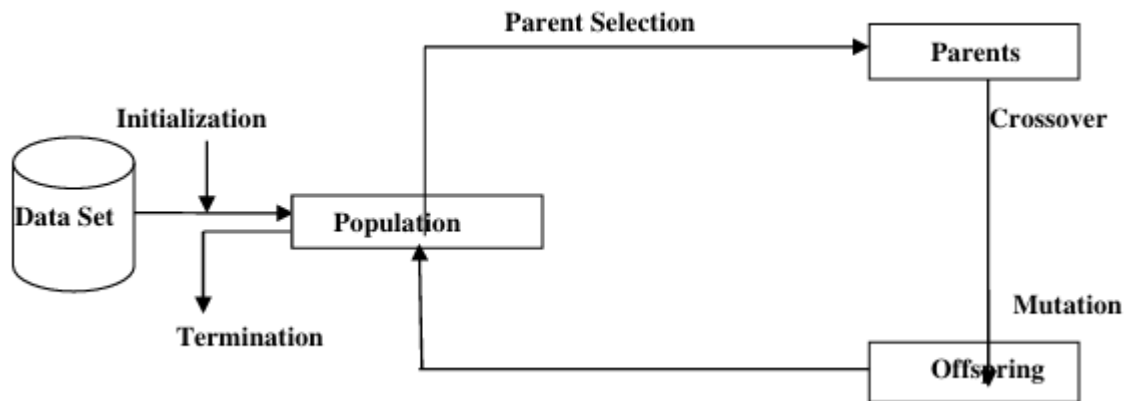 Parent Selection
Parents
Initialization
Crossover
Data Set
Population
Mutation
Termination
Offspring